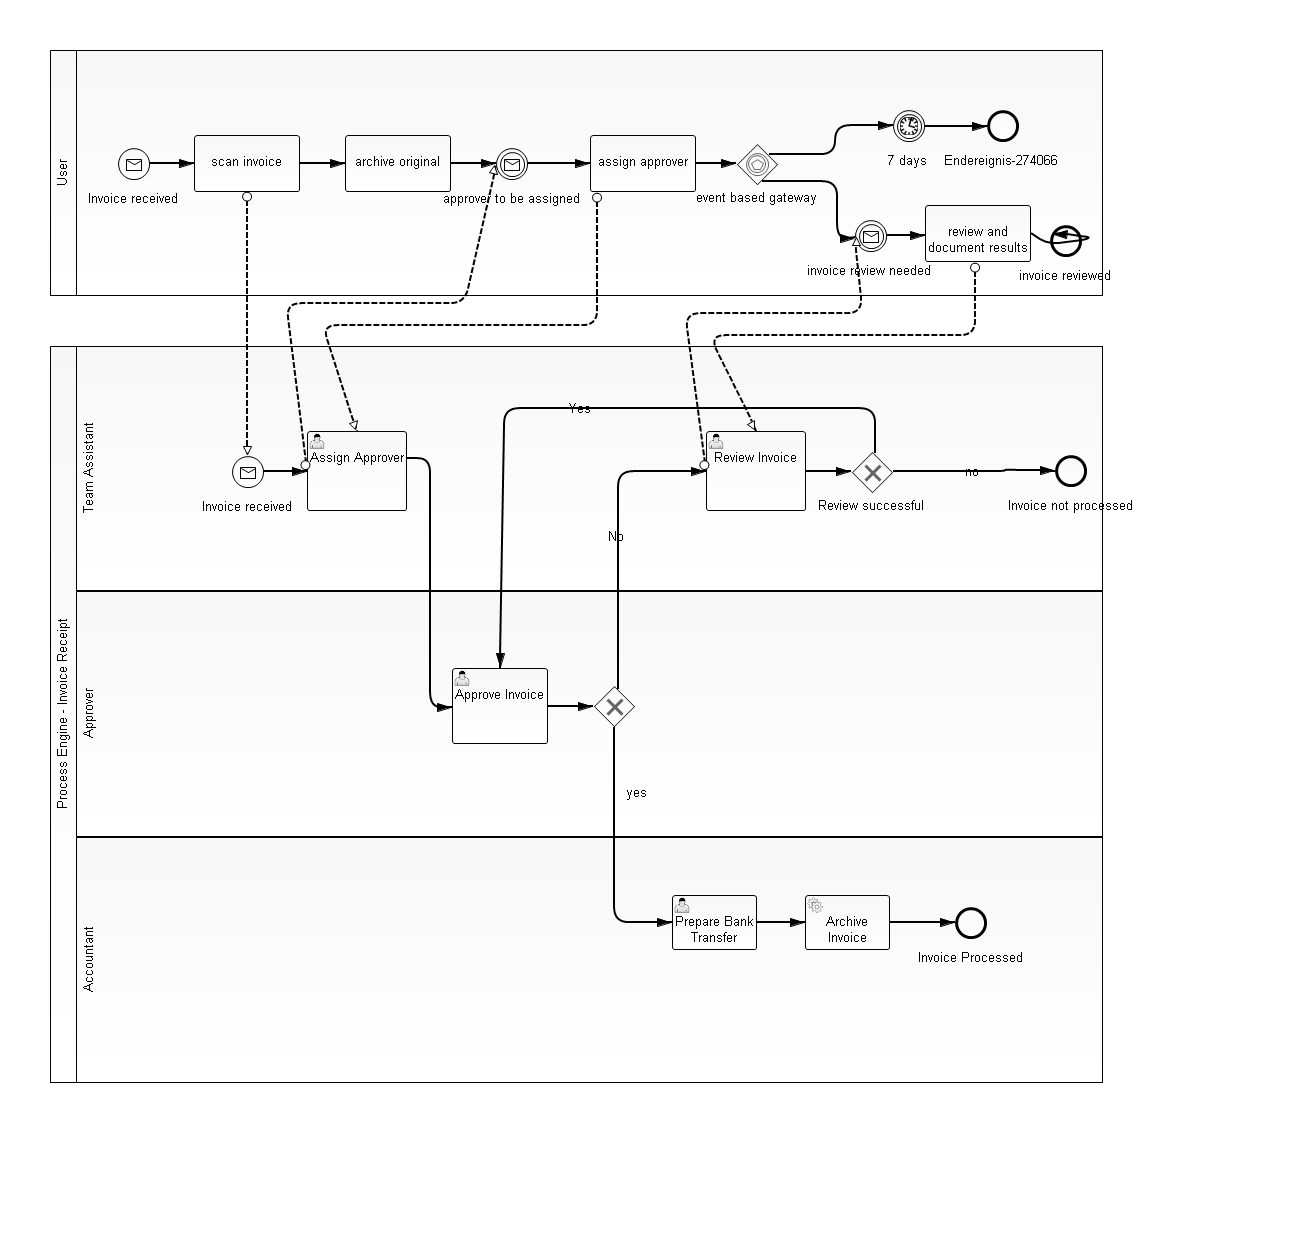 User
scan invoice
archive original
assign approver
Invoice received
approver to be assigned
event based gateway
7 days
Endereignis-274066
review and
document results
invoice review needed
invoice reviewed
Process Engine - Invoice Receipt
Team Assistant
Yes
Assign Approver
Review Invoice
no
Invoice received
Review successful
Invoice not processed
No
Approver
Approve Invoice
yes
Accountant
Prepare Bank
Transfer
Archive
Invoice
Invoice Processed